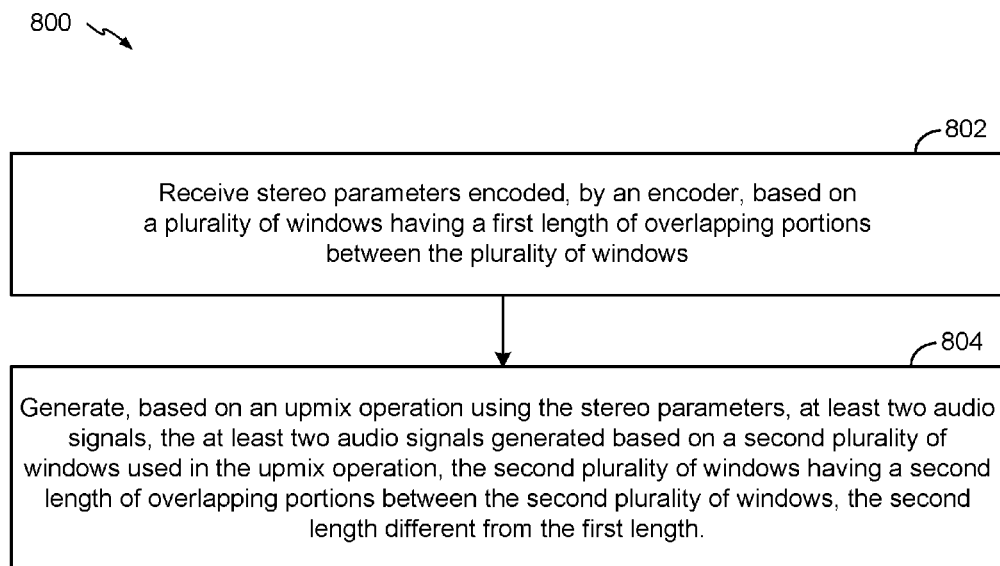 800
802
Receive stereo parameters encoded, by an encoder, based on
a plurality of windows having a first length of overlapping portions
between the plurality of windows
804
Generate, based on an upmix operation using the stereo parameters, at least two audio
signals, the at least two audio signals generated based on a second plurality of
windows used in the upmix operation, the second plurality of windows having a second
length of overlapping portions between the second plurality of windows, the second
length different from the first length.